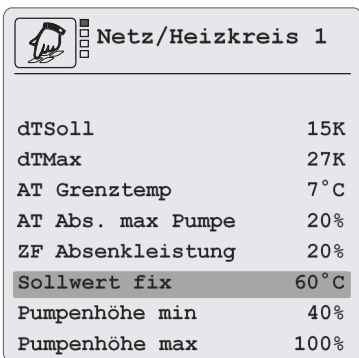 Netz/Heizkreis 1
dTSoll 15K
dTMax 27K
AT Grenztemp 7°C
AT Abs. max Pumpe 20%
ZF Absenkleistung 20%
Sollwert fix 60°C
Pumpenhöhe min 40%
Pumpenhöhe max 100%